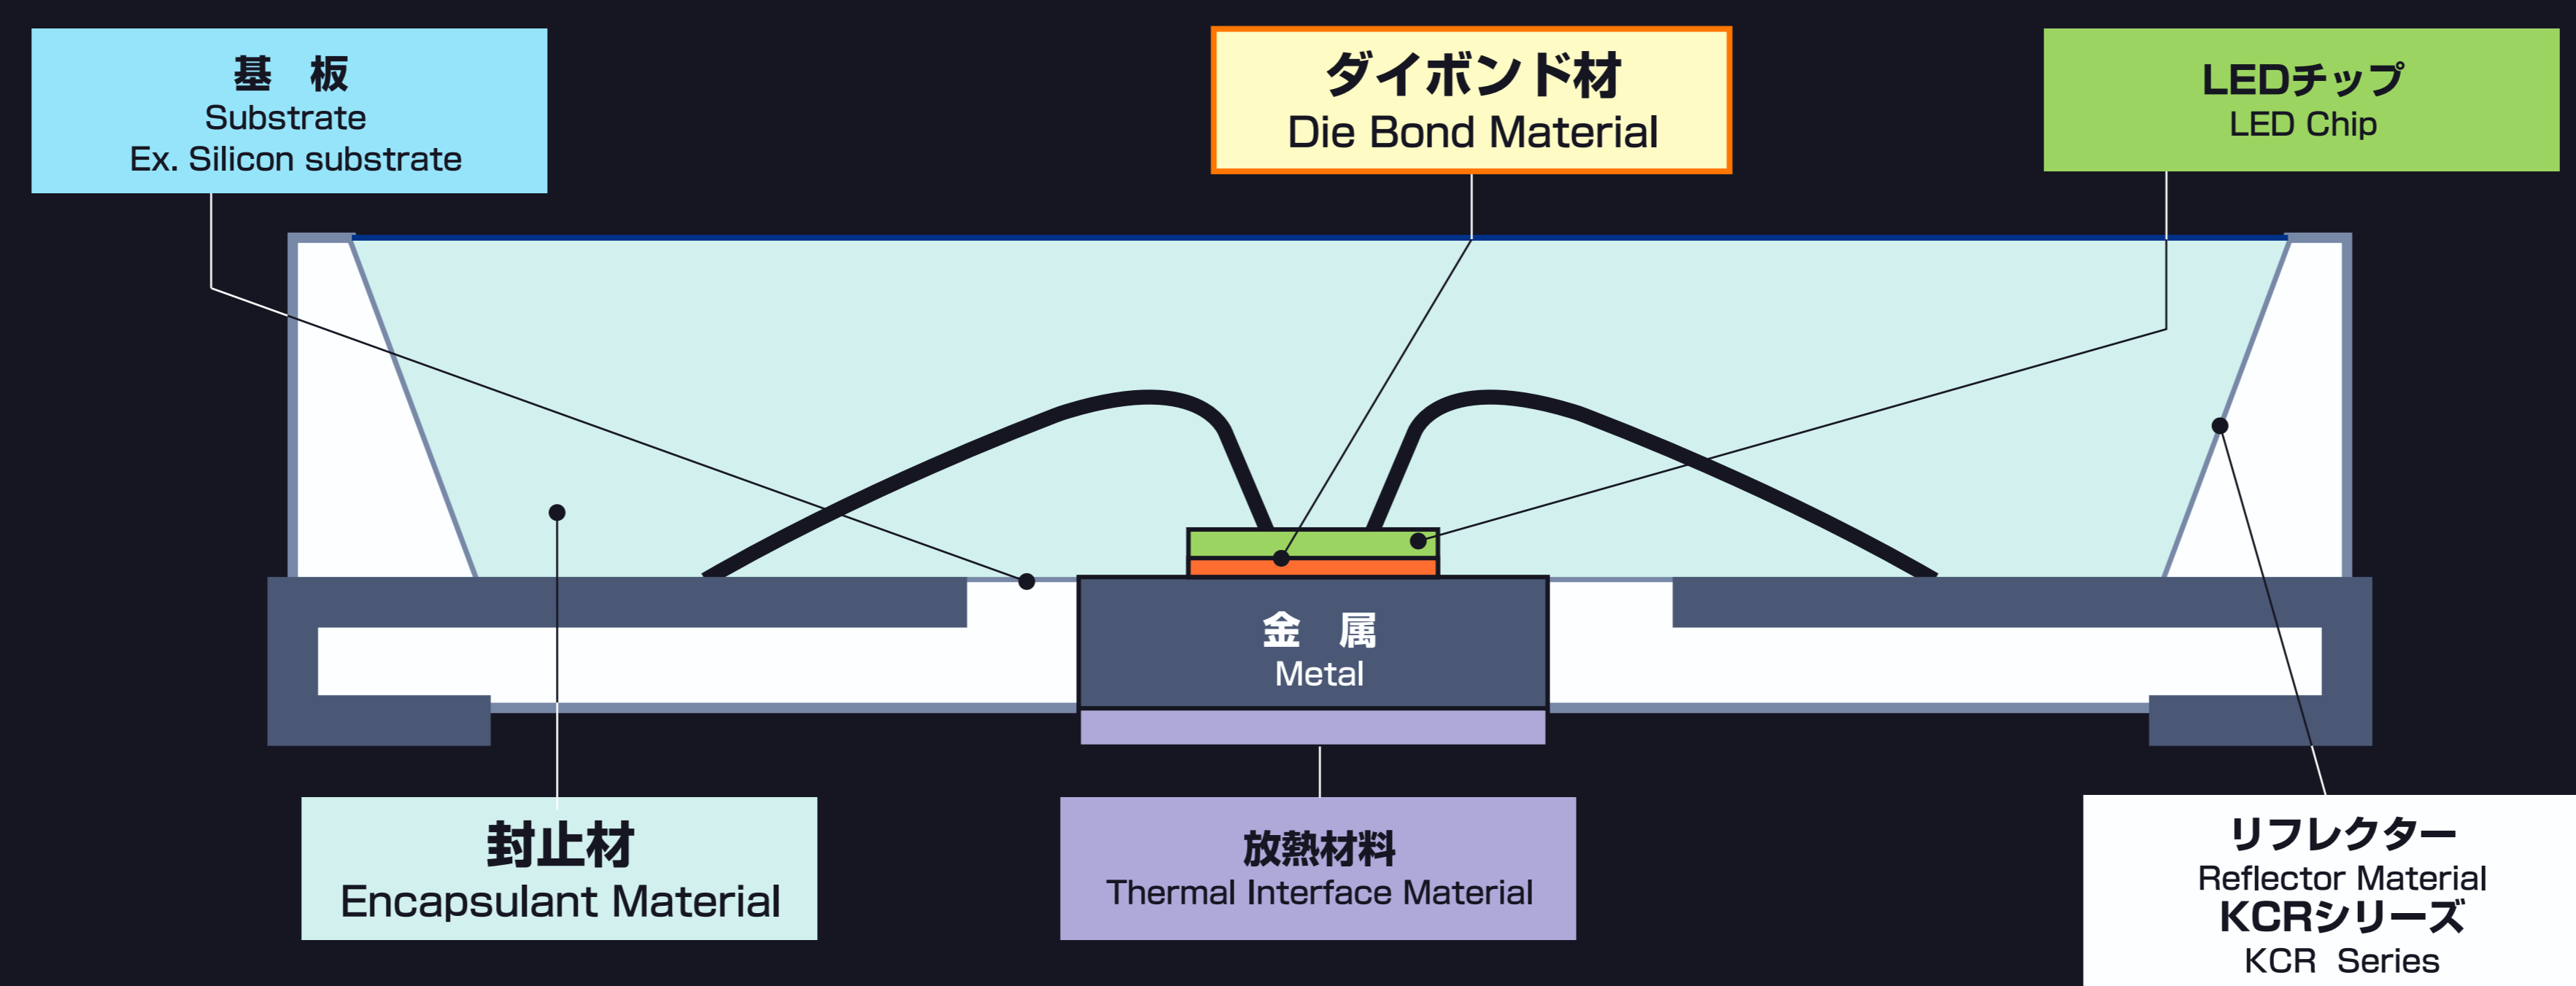 基　板
Substrate
Ex. Silicon substrate
ダイボンド材
Die Bond Material
LEDチップ
LED Chip
金　属
Metal
封止材
Encapsulant Material
放熱材料
Thermal Interface Material
リフレクター
Reflector Material
KCRシリーズ
KCR Series